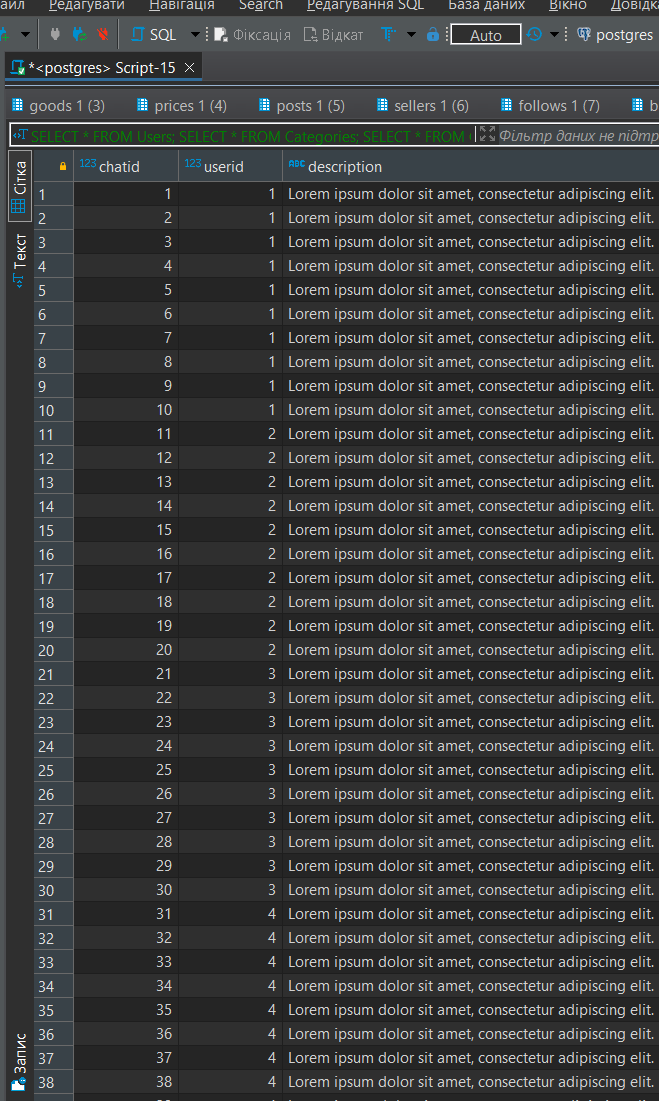 Редагувати Навігація Search Редагування SQL База даних Вікно
SQL Фіксація Відкат T Auto postgres
*<postgres> Script-15
goods 1 (3) prices 1 (4) posts 1 (5) sellers 1 (6) follows 1 (7)
SELECT * FROM Users; SELECT * FROM Categories; SELECT * FROM Фільтр даних не
Сітка
Текст
Запис
123 chatid 123 userid ABC description
1 1 1 Lorem ipsum dolor sit amet, consectetur adipiscing elit.
2 2 1 Lorem ipsum dolor sit amet, consectetur adipiscing elit.
3 3 1 Lorem ipsum dolor sit amet, consectetur adipiscing elit.
4 4 1 Lorem ipsum dolor sit amet, consectetur adipiscing elit.
5 5 1 Lorem ipsum dolor sit amet, consectetur adipiscing elit.
6 6 1 Lorem ipsum dolor sit amet, consectetur adipiscing elit.
7 7 1 Lorem ipsum dolor sit amet, consectetur adipiscing elit.
8 8 1 Lorem ipsum dolor sit amet, consectetur adipiscing elit.
9 9 1 Lorem ipsum dolor sit amet, consectetur adipiscing elit.
10 10 1 Lorem ipsum dolor sit amet, consectetur adipiscing elit.
11 11 2 Lorem ipsum dolor sit amet, consectetur adipiscing elit.
12 12 2 Lorem ipsum dolor sit amet, consectetur adipiscing elit.
13 13 2 Lorem ipsum dolor sit amet, consectetur adipiscing elit.
14 14 2 Lorem ipsum dolor sit amet, consectetur adipiscing elit.
15 15 2 Lorem ipsum dolor sit amet, consectetur adipiscing elit.
16 16 2 Lorem ipsum dolor sit amet, consectetur adipiscing elit.
17 17 2 Lorem ipsum dolor sit amet, consectetur adipiscing elit.
18 18 2 Lorem ipsum dolor sit amet, consectetur adipiscing elit.
19 19 2 Lorem ipsum dolor sit amet, consectetur adipiscing elit.
20 20 2 Lorem ipsum dolor sit amet, consectetur adipiscing elit.
21 21 3 Lorem ipsum dolor sit amet, consectetur adipiscing elit.
22 22 3 Lorem ipsum dolor sit amet, consectetur adipiscing elit.
23 23 3 Lorem ipsum dolor sit amet, consectetur adipiscing elit.
24 24 3 Lorem ipsum dolor sit amet, consectetur adipiscing elit.
25 25 3 Lorem ipsum dolor sit amet, consectetur adipiscing elit.
26 26 3 Lorem ipsum dolor sit amet, consectetur adipiscing elit.
27 27 3 Lorem ipsum dolor sit amet, consectetur adipiscing elit.
28 28 3 Lorem ipsum dolor sit amet, consectetur adipiscing elit.
29 29 3 Lorem ipsum dolor sit amet, consectetur adipiscing elit.
30 30 3 Lorem ipsum dolor sit amet, consectetur adipiscing elit.
31 31 4 Lorem ipsum dolor sit amet, consectetur adipiscing elit.
32 32 4 Lorem ipsum dolor sit amet, consectetur adipiscing elit.
33 33 4 Lorem ipsum dolor sit amet, consectetur adipiscing elit.
34 34 4 Lorem ipsum dolor sit amet, consectetur adipiscing elit.
35 35 4 Lorem ipsum dolor sit amet, consectetur adipiscing elit.
36 36 4 Lorem ipsum dolor sit amet, consectetur adipiscing elit.
37 37 4 Lorem ipsum dolor sit amet, consectetur adipiscing elit.
38 38 4 Lorem ipsum dolor sit amet, consectetur adipiscing elit.